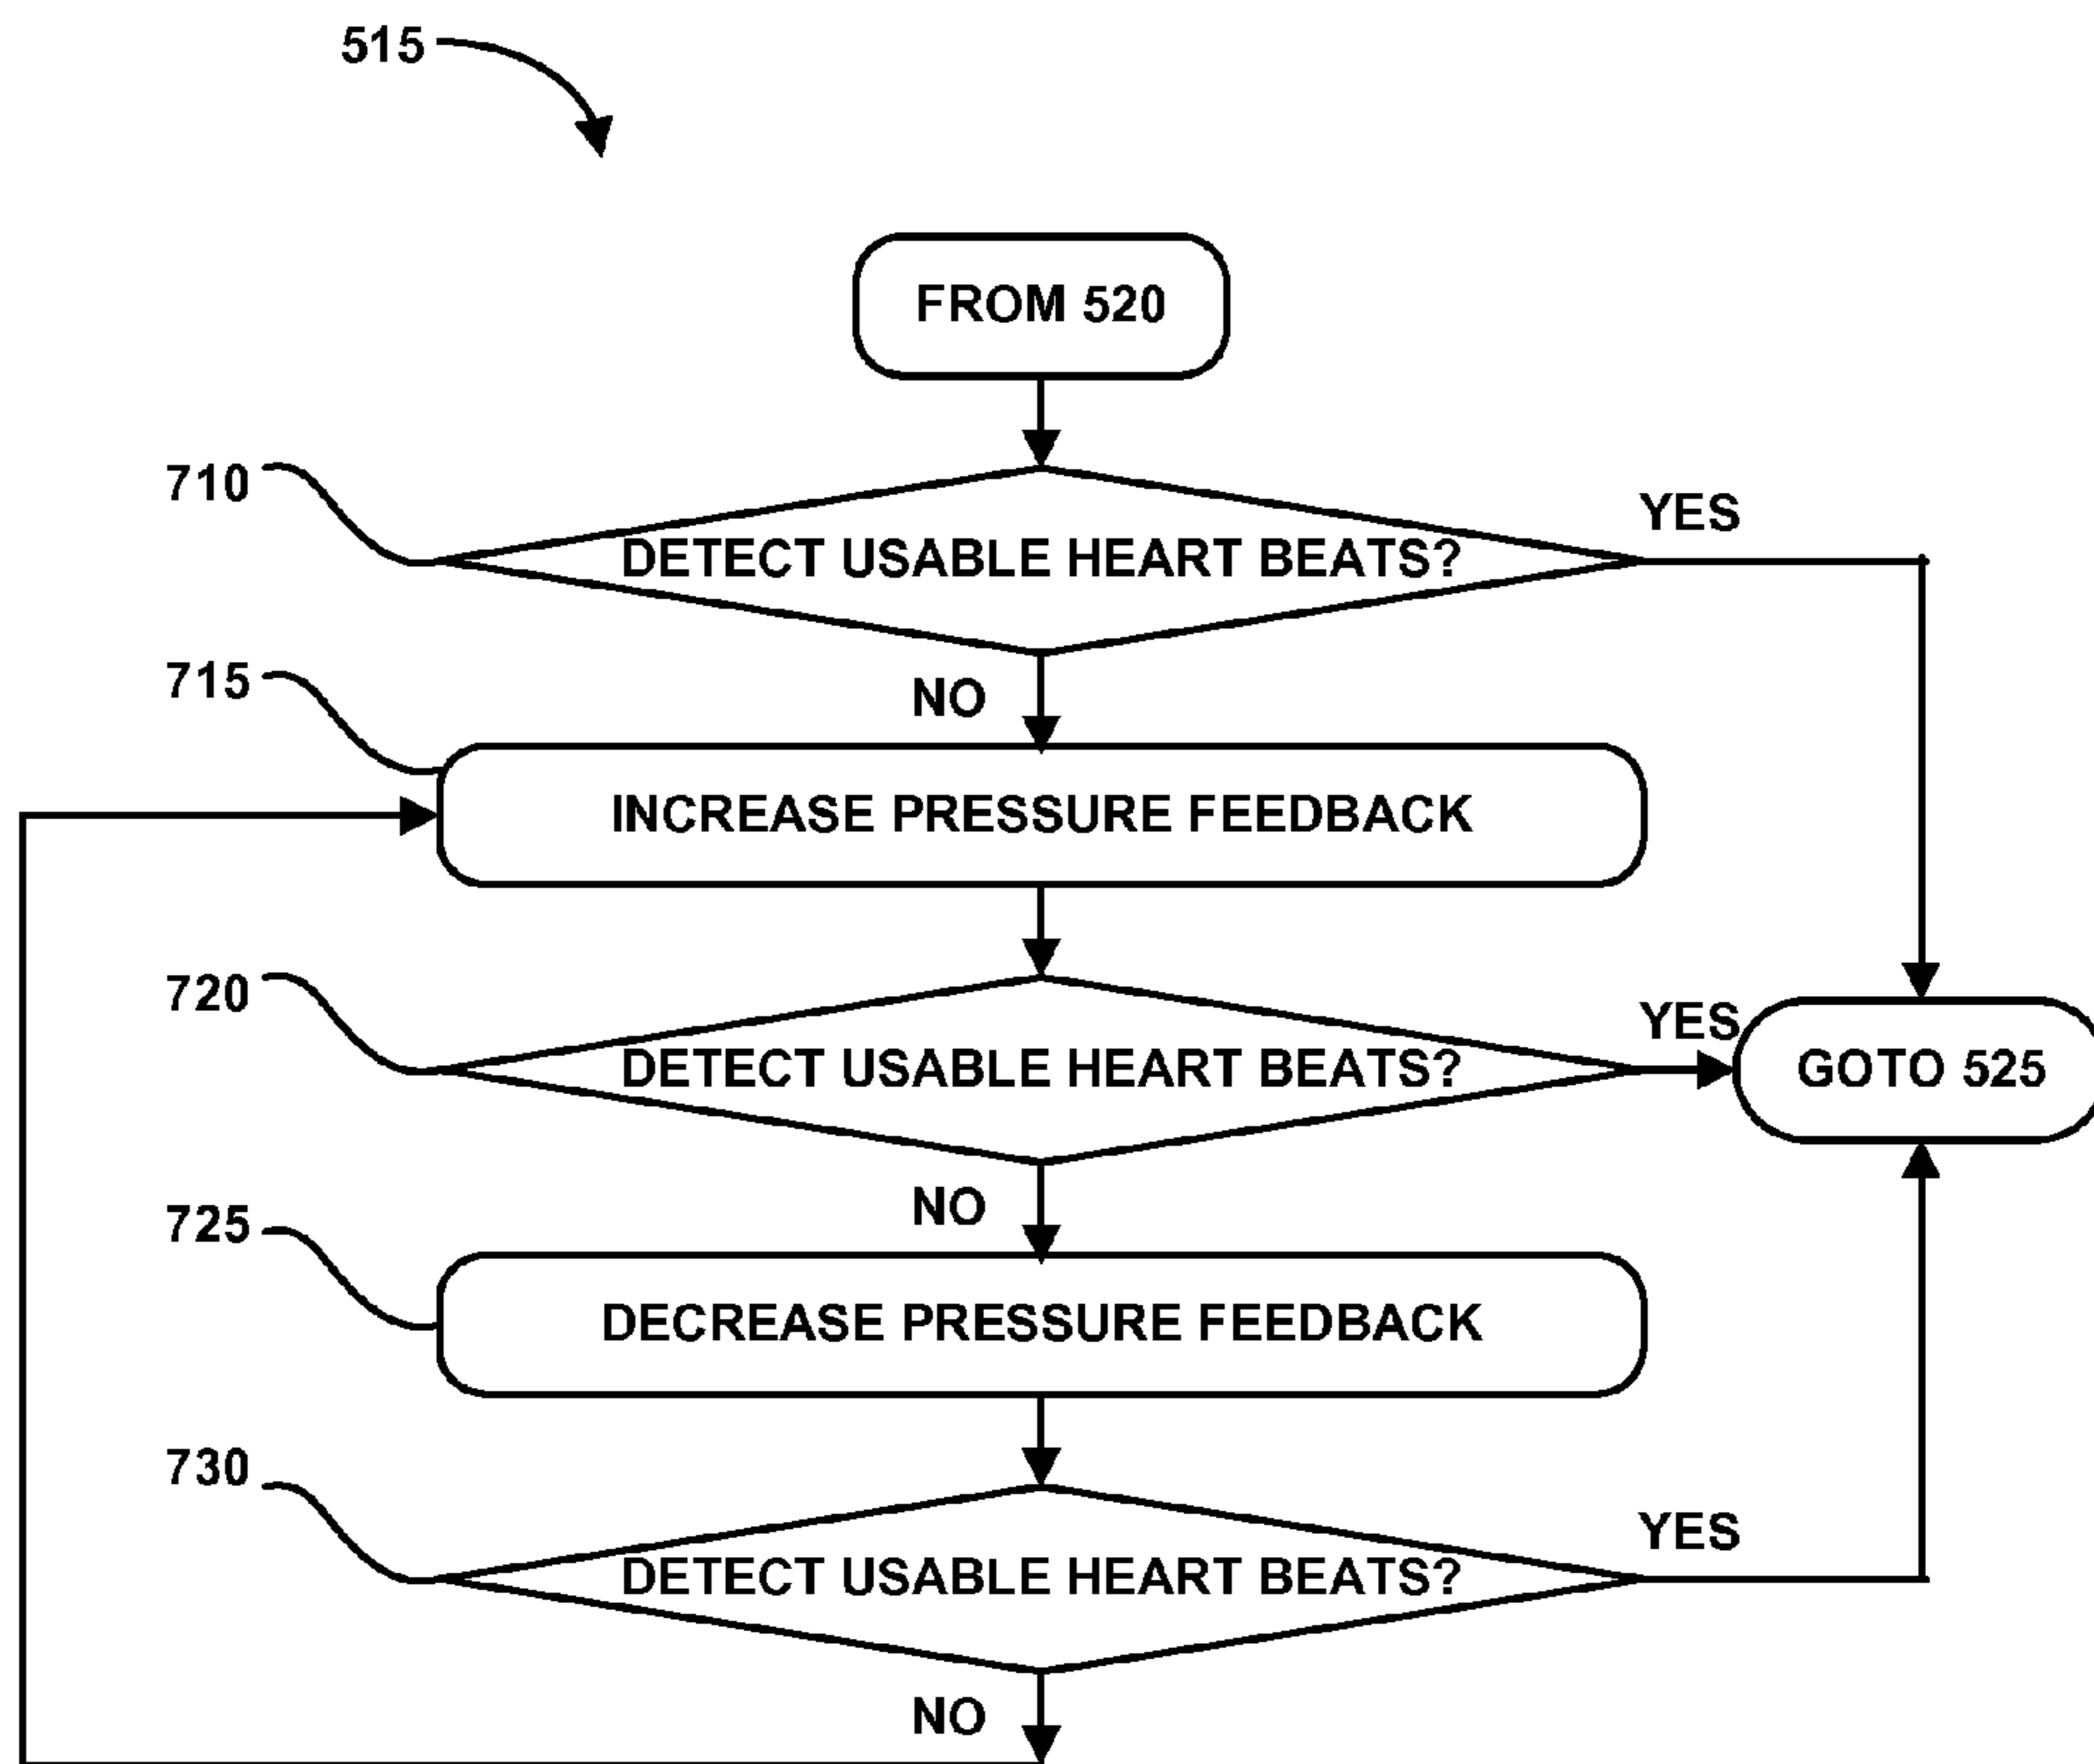 515
FROM 520
710
DETECT USABLE HEART BEATS?
YES
NO
715
INCREASE PRESSURE FEEDBACK
720
DETECT USABLE HEART BEATS?
YES
GOTO 525
NO
725
DECREASE PRESSURE FEEDBACK
730
DETECT USABLE HEART BEATS?
YES
NO